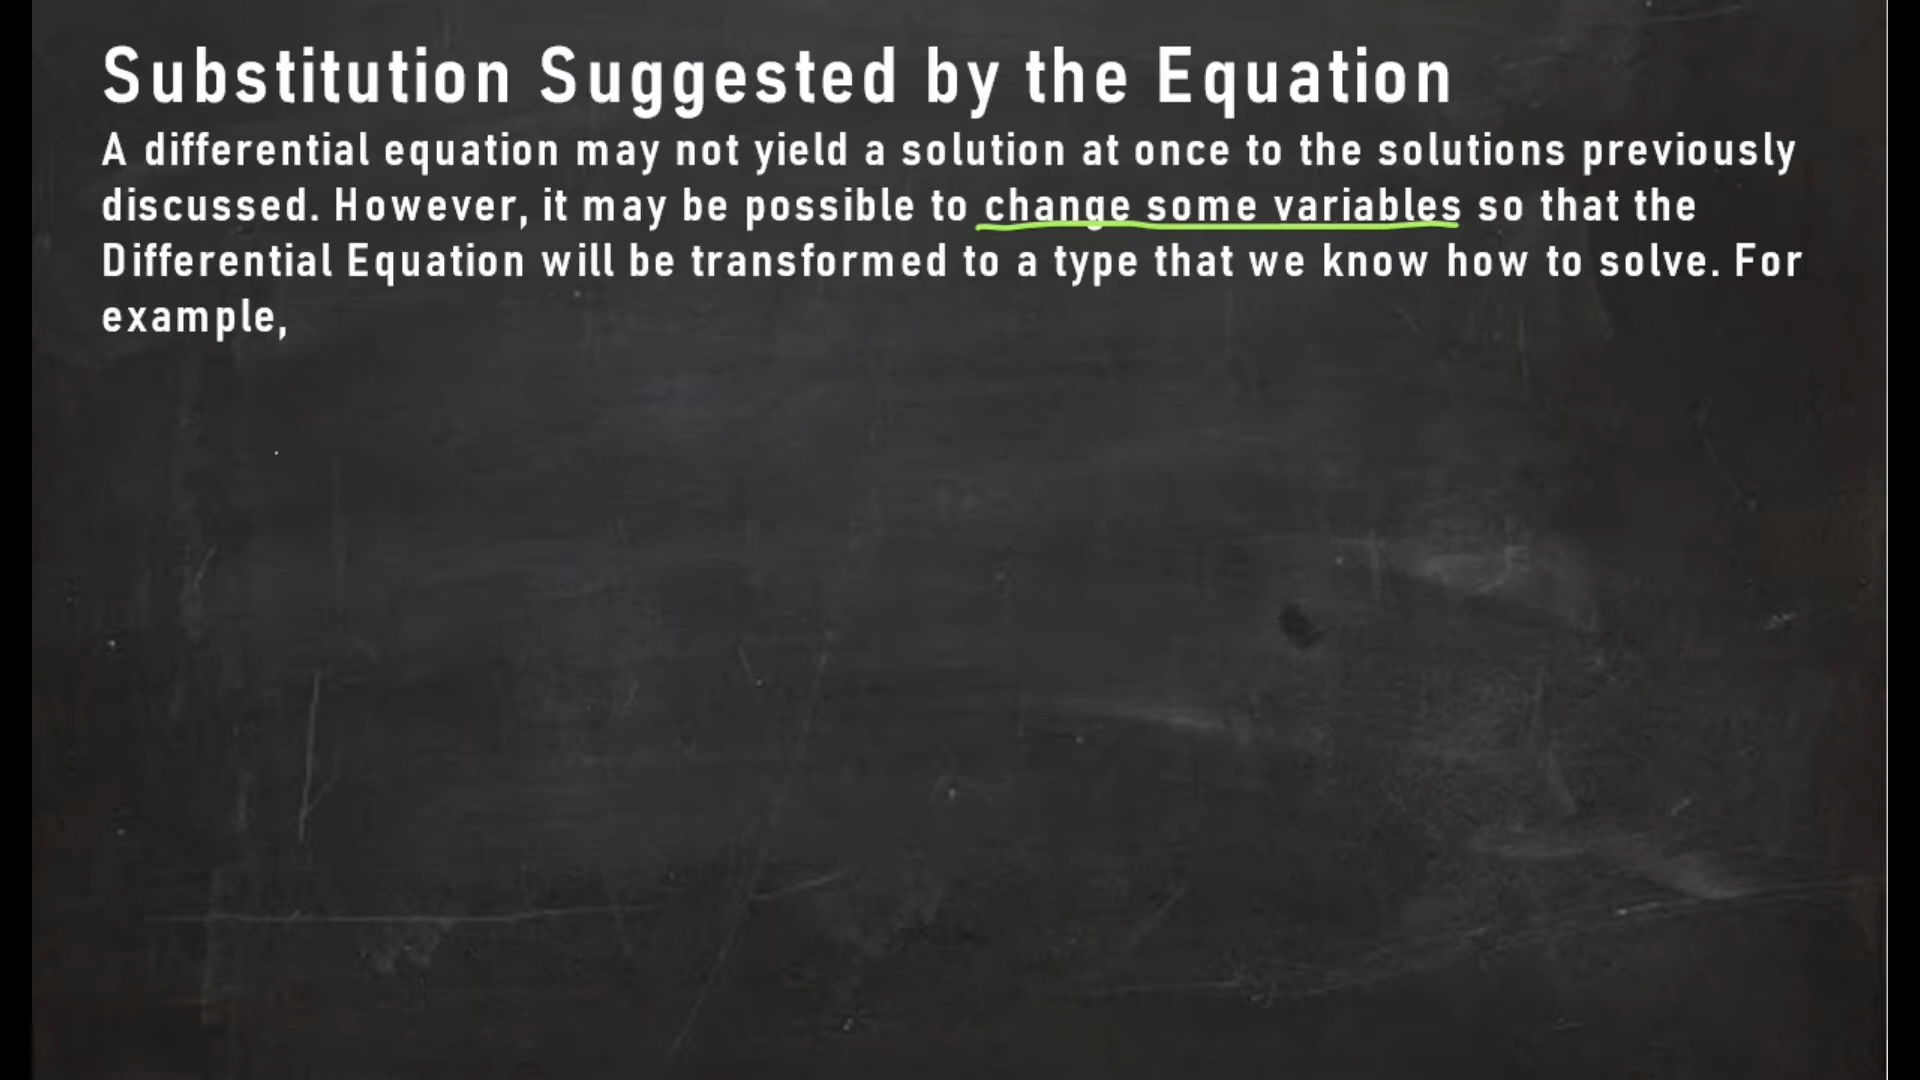 Substitution Suggested by the Equation
A differential equation may not yield a solution at once to the solutions previously
discussed. However, it may be possible to change some variables so that the
Differential Equation will be transformed to a type that we know how to solve. For
example,